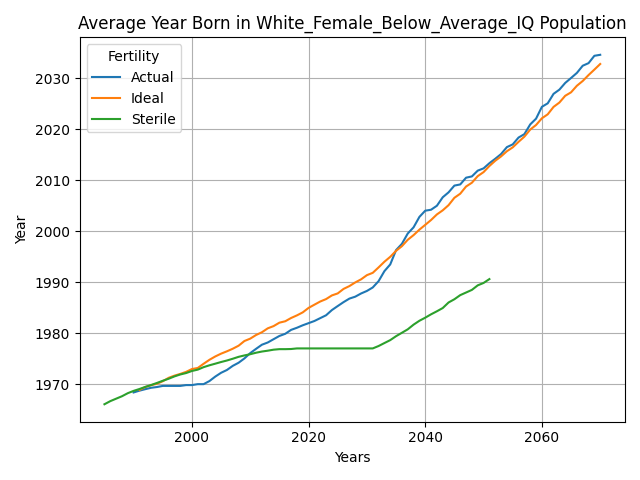 Average Year Born in White_Female_Below_Average_IQ Population
Fertility
Actual
Ideal
Sterile
2030
2020
2010
2000
1990
1980
1970
Year
2000 2020 2040 2060
Years